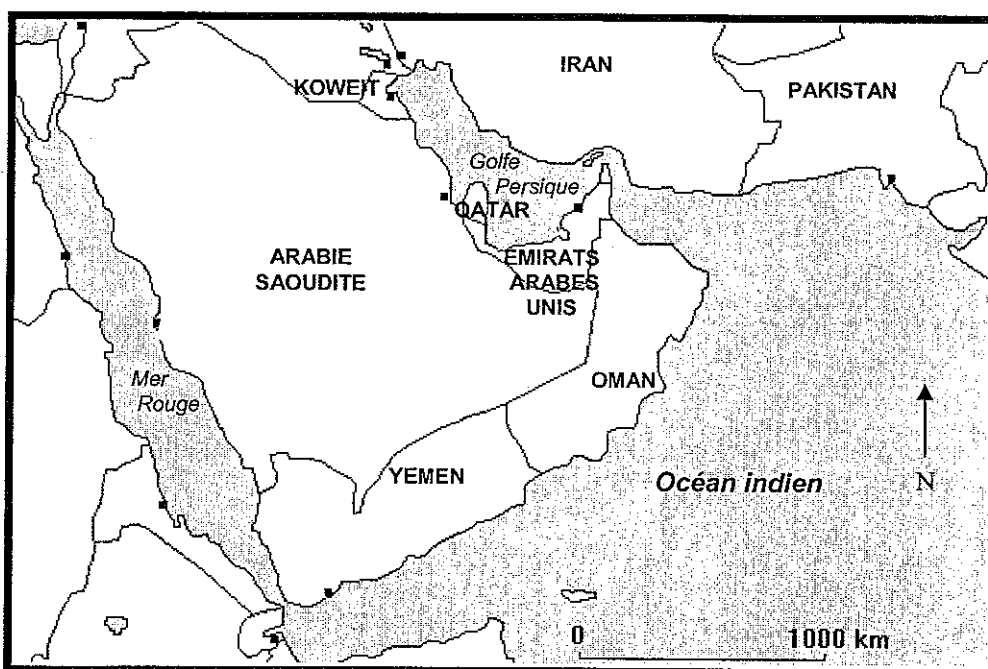 IRAN
KOWEIT
PAKISTAN
Golfe
Persique
QATAR
ARABIE
SAOUDITE
EMIRATS
ARABES
UNIS
Mer
Rouge
OMAN
YEMEN
Océan indien
N
0 1000 km